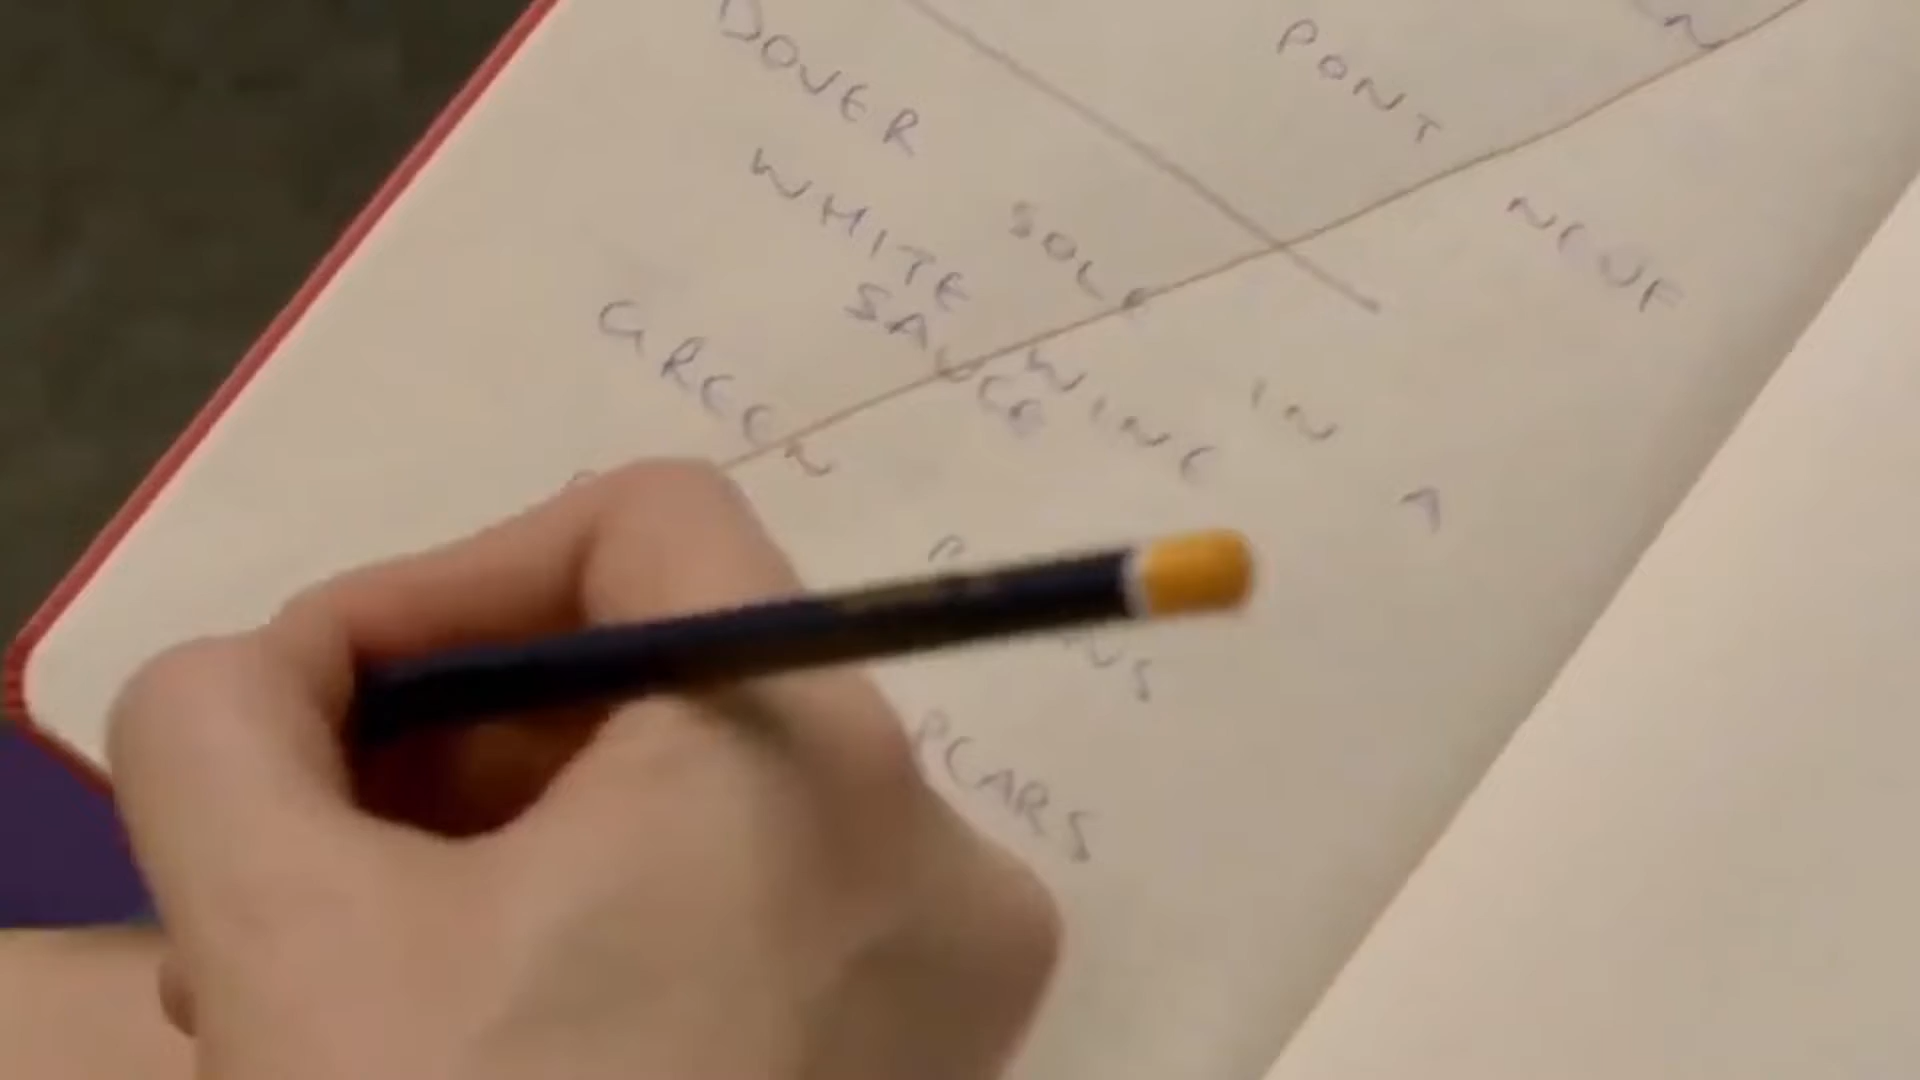 PONT NEUF
DOVER SOLE IN A
WHITE WINE
SAUCE
GREEN
PEARS